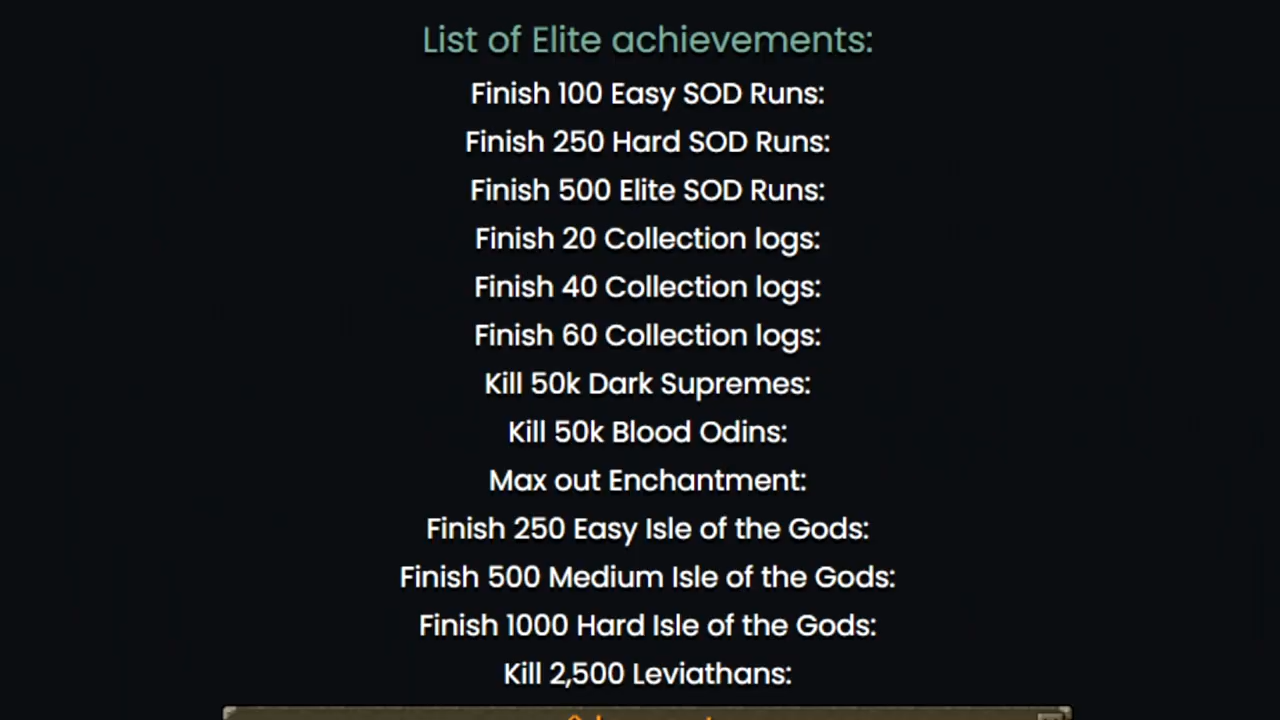 List of Elite achievements:
Finish 100 Easy SOD Runs:
Finish 250 Hard SOD Runs:
Finish 500 Elite SOD Runs:
Finish 20 Collection logs:
Finish 40 Collection logs:
Finish 60 Collection logs:
Kill 50k Dark Supremes:
Kill 50k Blood Odins:
Max out Enchantment:
Finish 250 Easy Isle of the Gods:
Finish 500 Medium Isle of the Gods:
Finish 1000 Hard Isle of the Gods:
Kill 2,500 Leviathans: